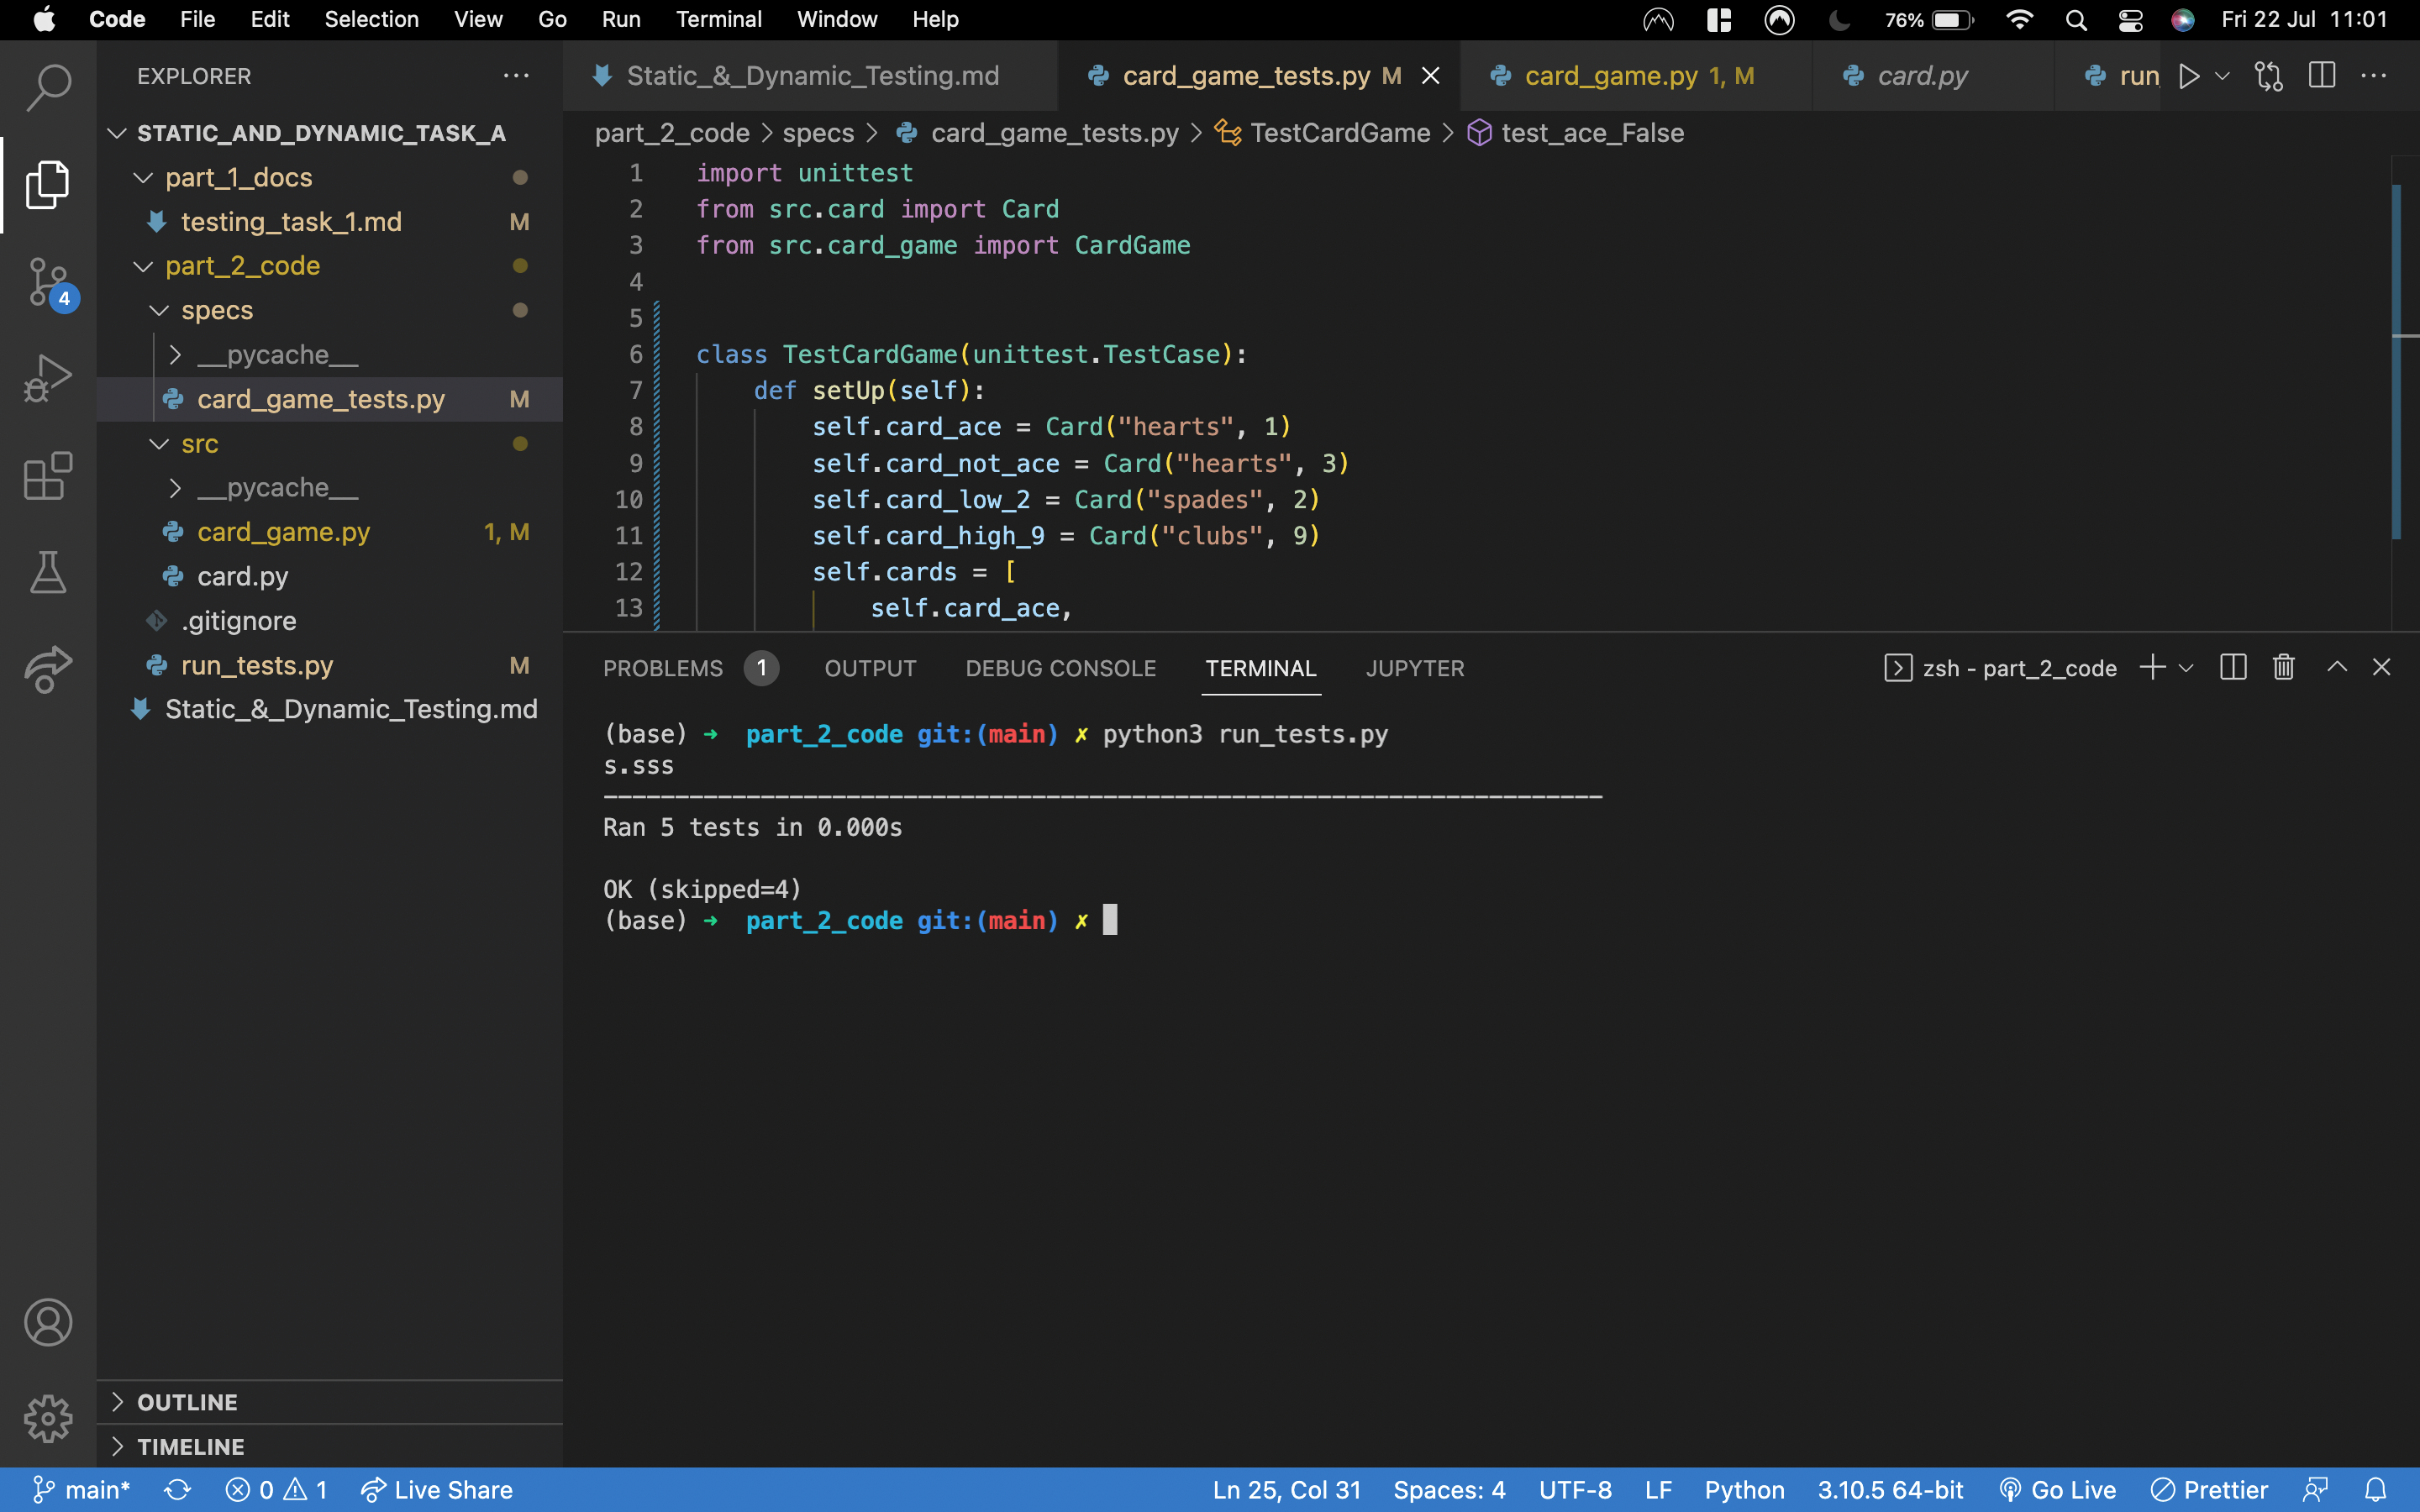 Code File Edit Selection View Go Run Terminal Window Help 76% Fri 22 Jul 11:01
EXPLORER
STATIC_AND_DYNAMIC_TASK_A
part_1_docs
testing_task_1.md M
part_2_code
specs
__pycache__
card_game_tests.py M
src
__pycache__
card_game.py 1, M
card.py
.gitignore
run_tests.py M
Static_&_Dynamic_Testing.md
OUTLINE
TIMELINE
4
Static_&_Dynamic_Testing.md card_game_tests.py M card_game.py 1, M card.py run
part_2_code > specs > card_game_tests.py > TestCardGame > test_ace_False
1 import unittest
2 from src.card import Card
3 from src.card_game import CardGame
4
5
6 class TestCardGame(unittest.TestCase):
7 def setUp(self):
8 self.card_ace = Card("hearts", 1)
9 self.card_not_ace = Card("hearts", 3)
10 self.card_low_2 = Card("spades", 2)
11 self.card_high_9 = Card("clubs", 9)
12 self.cards = [
13 self.card_ace,
PROBLEMS 1 OUTPUT DEBUG CONSOLE TERMINAL JUPYTER zsh - part_2_code
(base) ➜ part_2_code git:(main) ✗ python3 run_tests.py
s.sss
----------------------------------------------------------------------
Ran 5 tests in 0.000s
OK (skipped=4)
(base) ➜ part_2_code git:(main) ✗
main* 0 1 Live Share Ln 25, Col 31 Spaces: 4 UTF-8 LF Python 3.10.5 64-bit Go Live Prettier